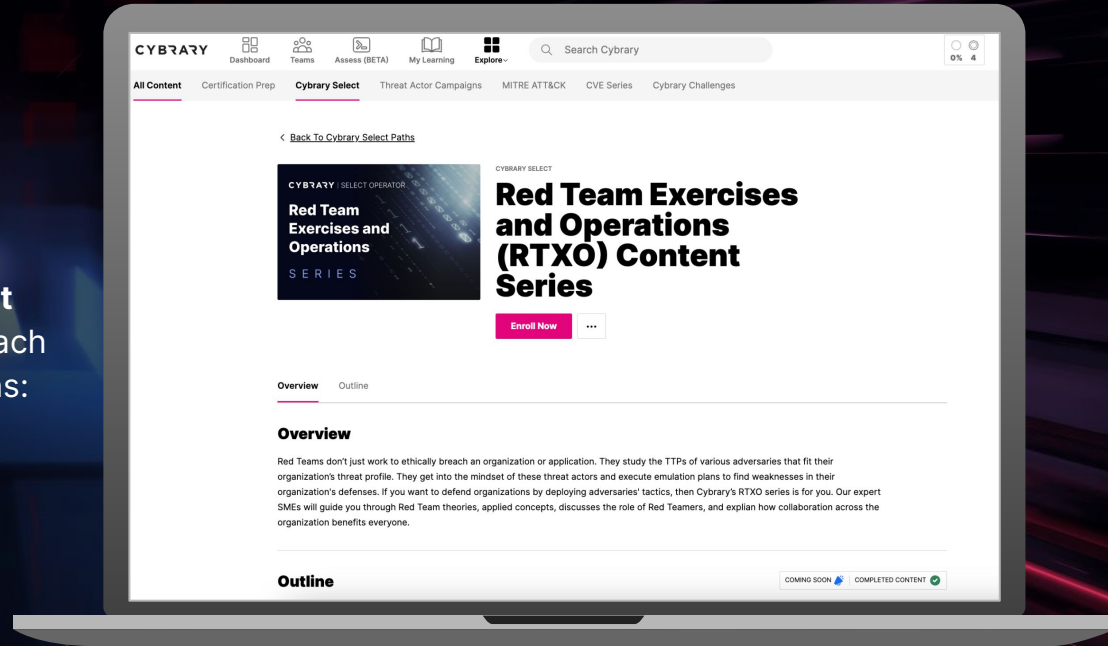 CYBRARY
Dashboard
Teams
Assess (BETA)
My Learning
Explore
Search Cybrary
0% 4
All Content Certification Prep Cybrary Select Threat Actor Campaigns MITRE ATT&CK CVE Series Cybrary Challenges
< Back To Cybrary Select Paths
CYBRARY | SELECT OPERATOR
Red Team
Exercises and
Operations
SERIES
CYBRARY SELECT
Red Team Exercises
and Operations
(RTXO) Content
Series
Enroll Now ...
Overview Outline
Overview
Red Teams don't just work to ethically breach an organization or application. They study the TTPs of various adversaries that fit their
organization's threat profile. They get into the mindset of these threat actors and execute emulation plans to find weaknesses in their
organization's defenses. If you want to defend organizations by deploying adversaries' tactics, then Cybrary's RTXO series is for you. Our expert
SMEs will guide you through Red Team theories, applied concepts, discusses the role of Red Teamers, and explian how collaboration across the
organization benefits everyone.
Outline
COMING SOON | COMPLETED CONTENT